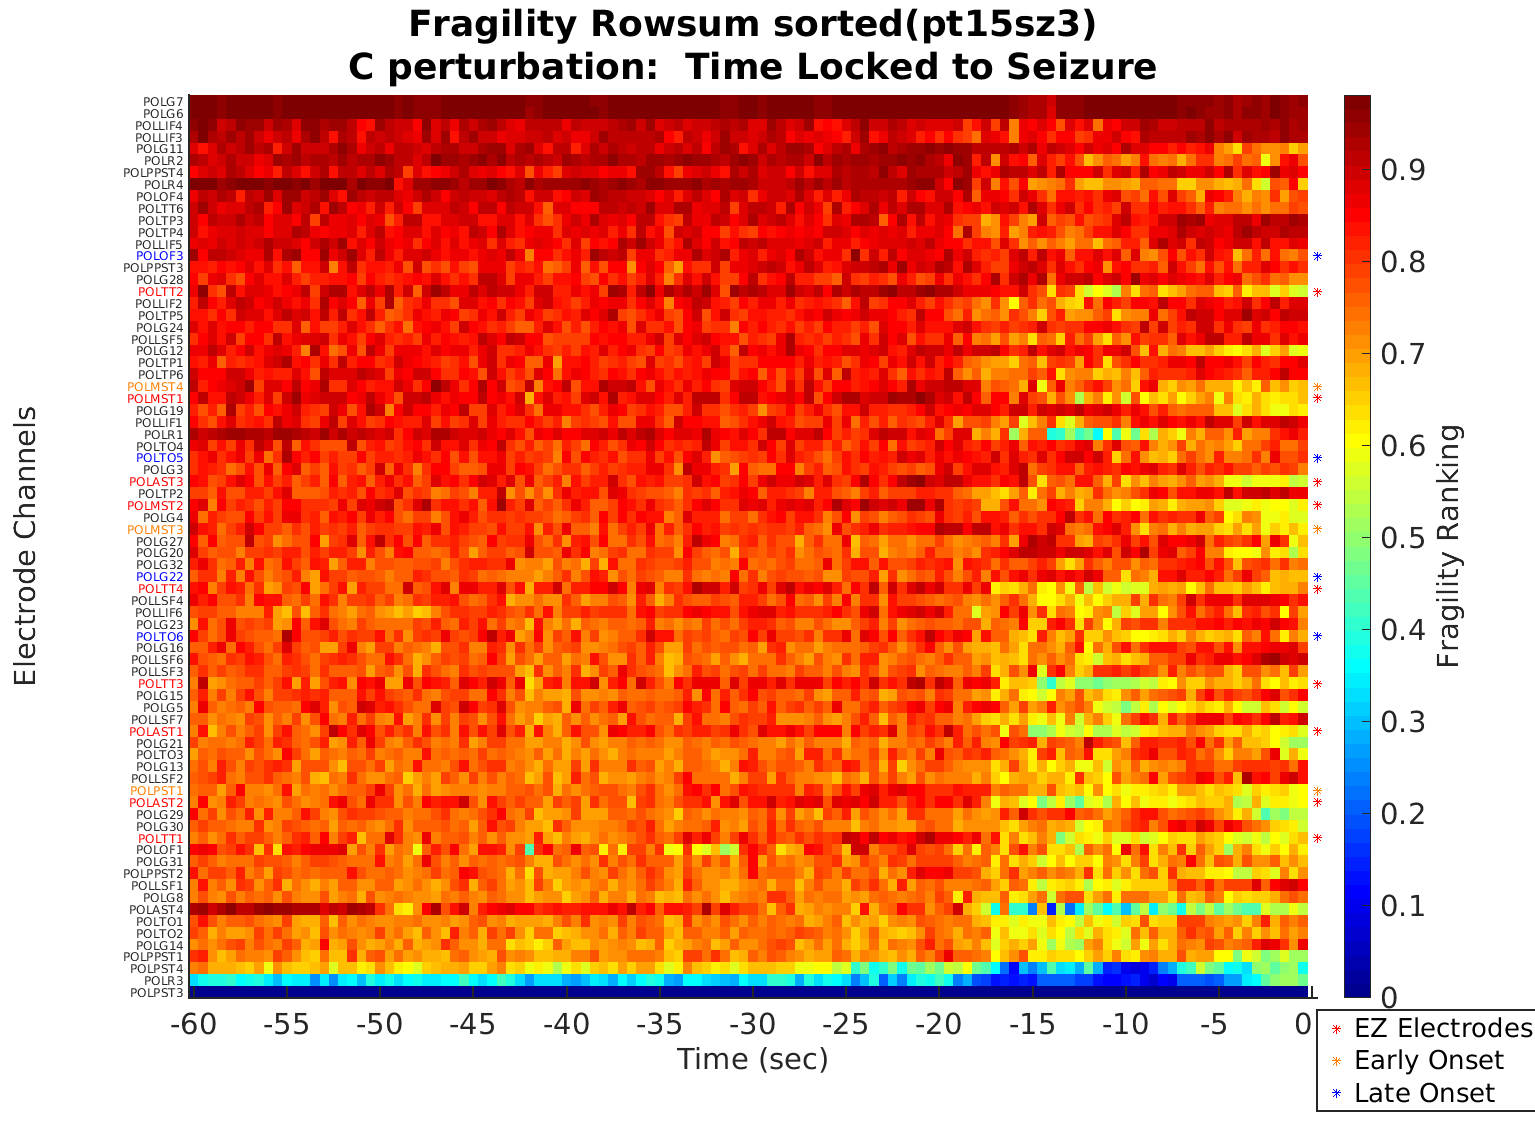 Fragility Rowsum sorted(pt15sz3)
C perturbation:  Time Locked to Seizure
Electrode Channels
POLG7
POLG6
POLLIF4
POLLIF3
POLG11
POLR2
POLPPST4
POLR4
POLOF4
POLTT6
POLTP3
POLTP4
POLLIF5
POLOF3
POLPPST3
POLG28
POLTT2
POLLIF2
POLTP5
POLG24
POLLSF5
POLG12
POLTP1
POLTP6
POLMST4
POLMST1
POLG19
POLLIF1
POLR1
POLTO4
POLTO5
POLG3
POLAST3
POLTP2
POLMST2
POLG4
POLMST3
POLG27
POLG20
POLG32
POLG22
POLTT4
POLLSF4
POLLIF6
POLG23
POLTO6
POLG16
POLLSF6
POLLSF3
POLTT3
POLG15
POLG5
POLLSF7
POLAST1
POLG21
POLTO3
POLG13
POLLSF2
POLPST1
POLAST2
POLG29
POLG30
POLTT1
POLOF1
POLG31
POLPPST2
POLLSF1
POLG8
POLAST4
POLTO1
POLTO2
POLG14
POLPPST1
POLPST4
POLR3
POLPST3
-60 -55 -50 -45 -40 -35 -30 -25 -20 -15 -10 -5 0
Time (sec)
0.9
0.8
0.7
0.6
0.5
0.4
0.3
0.2
0.1
0
Fragility Ranking
EZ Electrodes
Early Onset
Late Onset